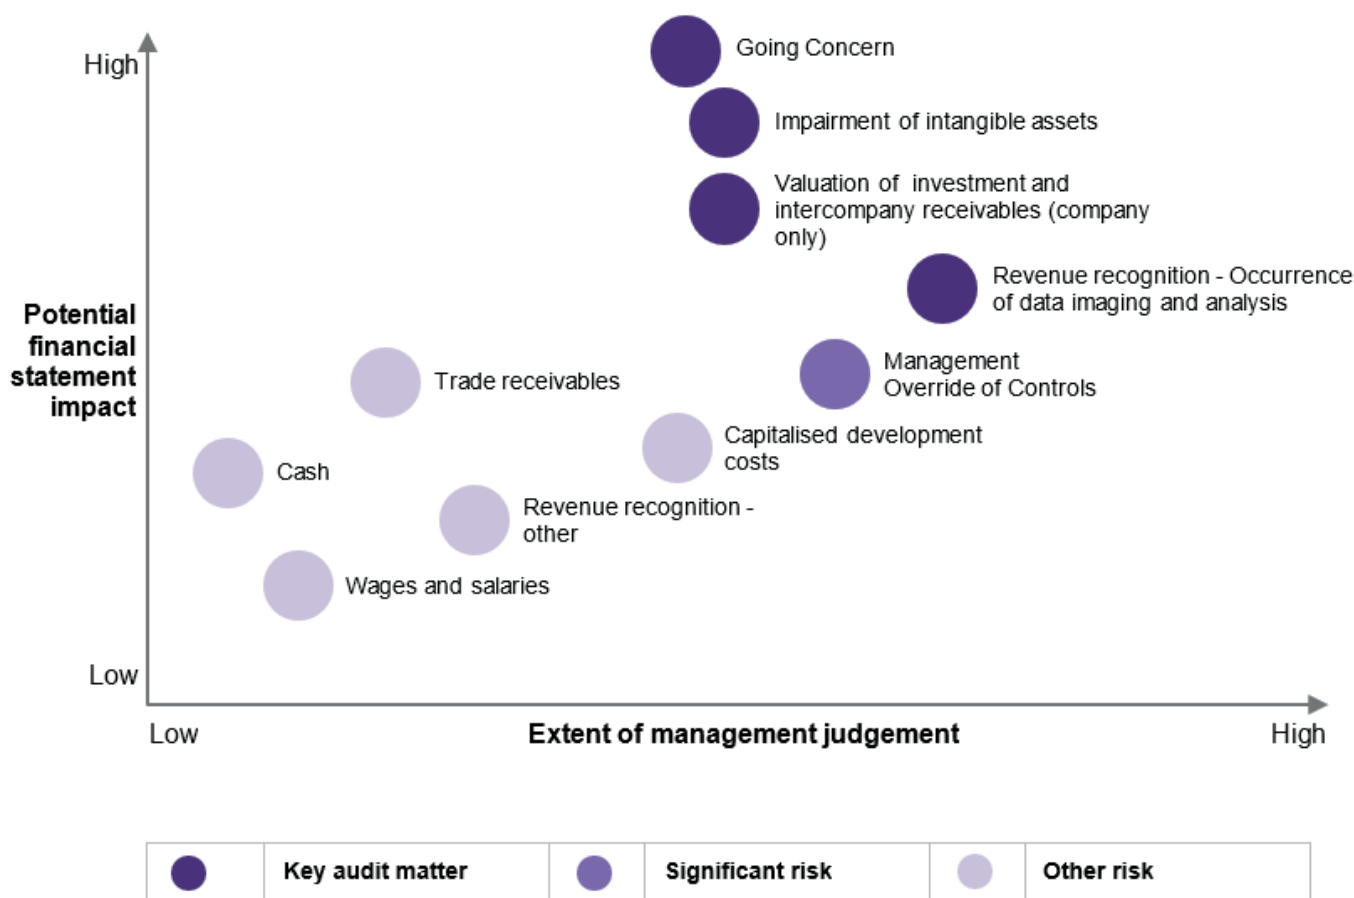 High
Going Concern
Impairment of intangible assets
Valuation of investment and
intercompany receivables (company
only)
Revenue recognition - Occurrence
of data imaging and analysis
Potential
financial
statement
impact
Management
Override of Controls
Trade receivables
Capitalised development
costs
Cash
Revenue recognition -
other
Wages and salaries
Low
Low
Extent of management judgement
High
Key audit matter
Significant risk
Other risk